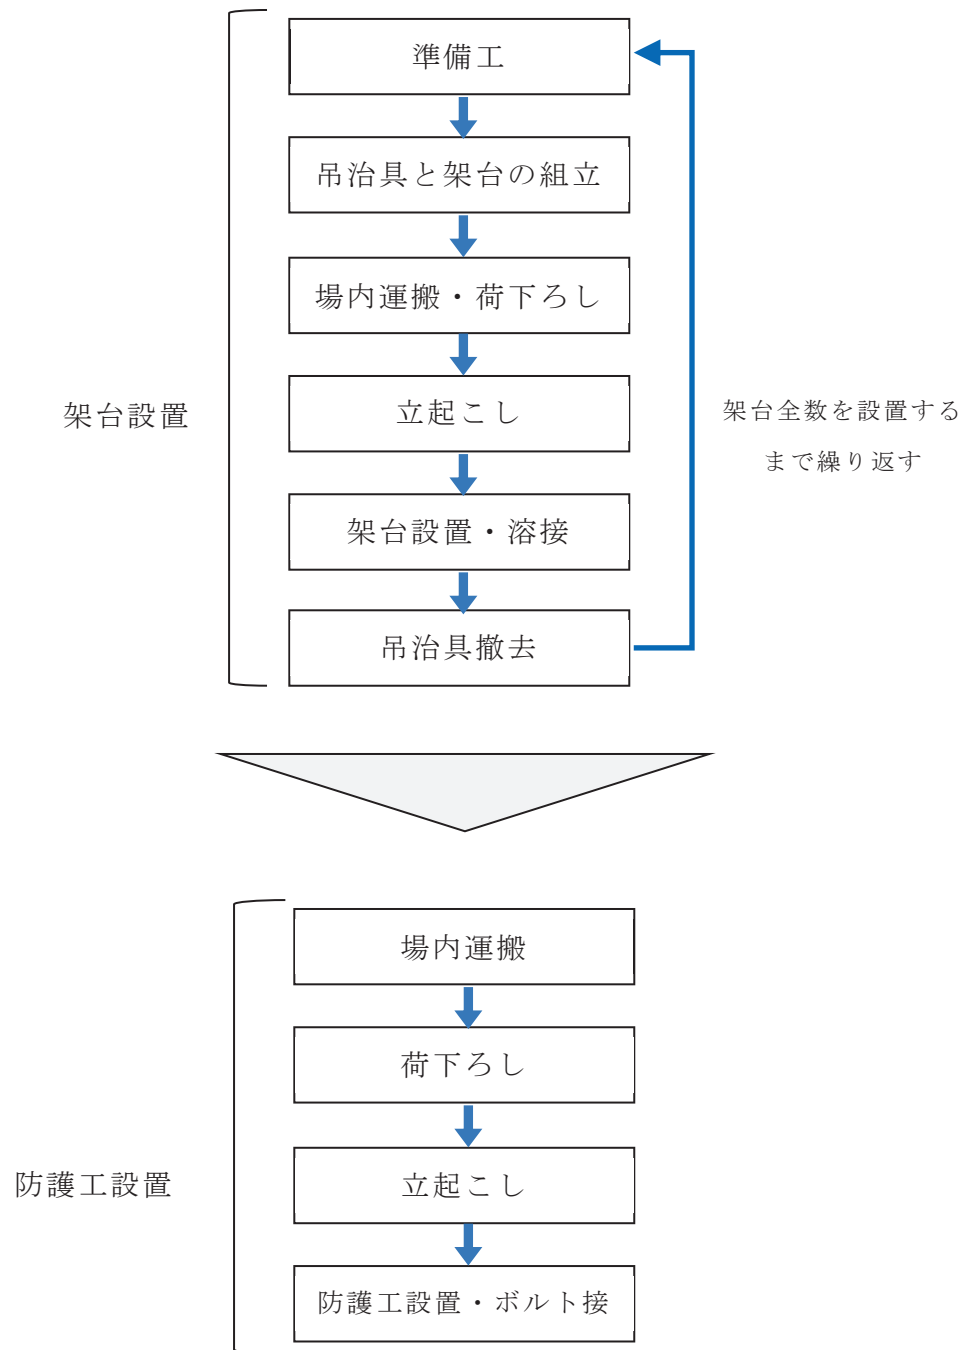 準備工
吊治具と架台の組立
場内運搬・荷下ろし
立起こし
架台設置
架台全数を設置する
まで繰り返す
架台設置・溶接
吊治具撤去
場内運搬
荷下ろし
立起こし
防護工設置
防護工設置・ボルト接